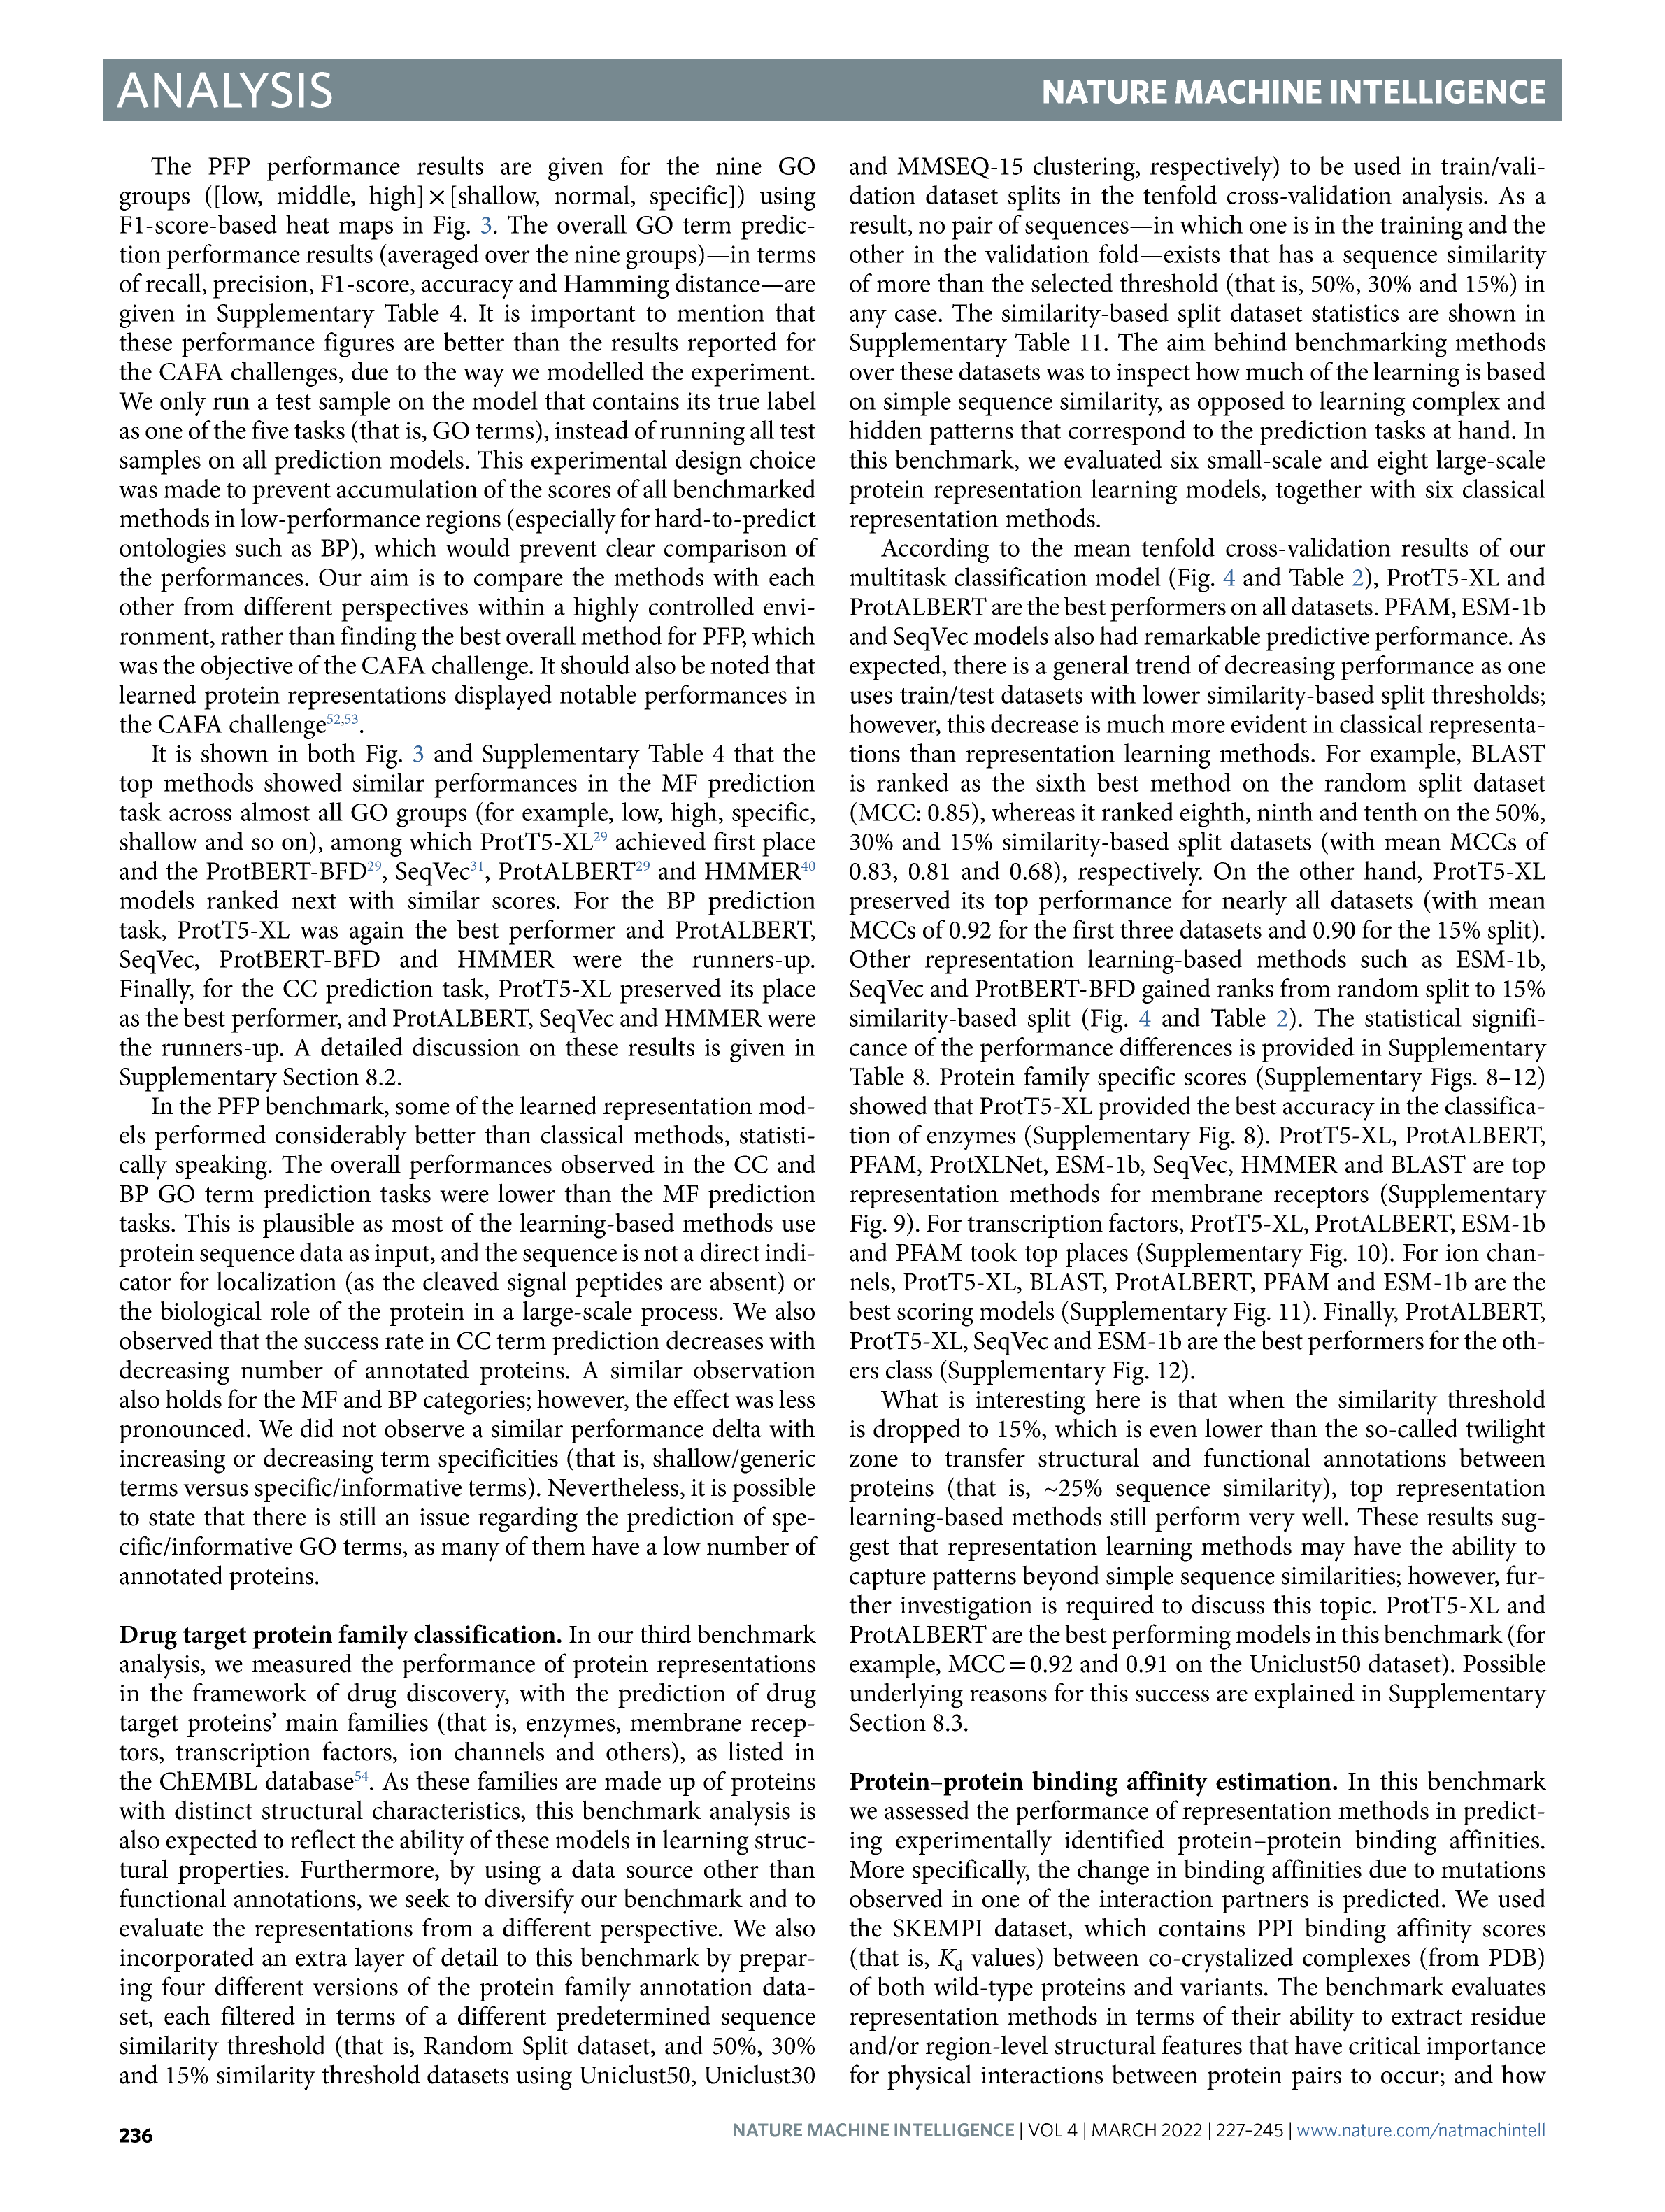 ANALYSIS
NATURE MACHINE INTELLIGENCE
The PFP performance results are given for the nine GO
groups ([low, middle, high] × [shallow, normal, specific]) using
F1-score-based heat maps in Fig. 3. The overall GO term predic-
tion performance results (averaged over the nine groups)—in terms
of recall, precision, F1-score, accuracy and Hamming distance—are
given in Supplementary Table 4. It is important to mention that
these performance figures are better than the results reported for
the CAFA challenges, due to the way we modelled the experiment.
We only run a test sample on the model that contains its true label
as one of the five tasks (that is, GO terms), instead of running all test
samples on all prediction models. This experimental design choice
was made to prevent accumulation of the scores of all benchmarked
methods in low-performance regions (especially for hard-to-predict
ontologies such as BP), which would prevent clear comparison of
the performances. Our aim is to compare the methods with each
other from different perspectives within a highly controlled envi-
ronment, rather than finding the best overall method for PFP, which
was the objective of the CAFA challenge. It should also be noted that
learned protein representations displayed notable performances in
the CAFA challenge52,53.
It is shown in both Fig. 3 and Supplementary Table 4 that the
top methods showed similar performances in the MF prediction
task across almost all GO groups (for example, low, high, specific,
shallow and so on), among which ProtT5-XL29 achieved first place
and the ProtBERT-BFD29, SeqVec31, ProtALBERT29 and HMMER40
models ranked next with similar scores. For the BP prediction
task, ProtT5-XL was again the best performer and ProtALBERT,
SeqVec, ProtBERT-BFD and HMMER were the runners-up.
Finally, for the CC prediction task, ProtT5-XL preserved its place
as the best performer, and ProtALBERT, SeqVec and HMMER were
the runners-up. A detailed discussion on these results is given in
Supplementary Section 8.2.
In the PFP benchmark, some of the learned representation mod-
els performed considerably better than classical methods, statisti-
cally speaking. The overall performances observed in the CC and
BP GO term prediction tasks were lower than the MF prediction
tasks. This is plausible as most of the learning-based methods use
protein sequence data as input, and the sequence is not a direct indi-
cator for localization (as the cleaved signal peptides are absent) or
the biological role of the protein in a large-scale process. We also
observed that the success rate in CC term prediction decreases with
decreasing number of annotated proteins. A similar observation
also holds for the MF and BP categories; however, the effect was less
pronounced. We did not observe a similar performance delta with
increasing or decreasing term specificities (that is, shallow/generic
terms versus specific/informative terms). Nevertheless, it is possible
to state that there is still an issue regarding the prediction of spe-
cific/informative GO terms, as many of them have a low number of
annotated proteins.
Drug target protein family classification. In our third benchmark
analysis, we measured the performance of protein representations
in the framework of drug discovery, with the prediction of drug
target proteins' main families (that is, enzymes, membrane recep-
tors, transcription factors, ion channels and others), as listed in
the ChEMBL database54. As these families are made up of proteins
with distinct structural characteristics, this benchmark analysis is
also expected to reflect the ability of these models in learning struc-
tural properties. Furthermore, by using a data source other than
functional annotations, we seek to diversify our benchmark and to
evaluate the representations from a different perspective. We also
incorporated an extra layer of detail to this benchmark by prepar-
ing four different versions of the protein family annotation data-
set, each filtered in terms of a different predetermined sequence
similarity threshold (that is, Random Split dataset, and 50%, 30%
and 15% similarity threshold datasets using Uniclust50, Uniclust30
and MMSEQ-15 clustering, respectively) to be used in train/vali-
dation dataset splits in the tenfold cross-validation analysis. As a
result, no pair of sequences—in which one is in the training and the
other in the validation fold—exists that has a sequence similarity
of more than the selected threshold (that is, 50%, 30% and 15%) in
any case. The similarity-based split dataset statistics are shown in
Supplementary Table 11. The aim behind benchmarking methods
over these datasets was to inspect how much of the learning is based
on simple sequence similarity, as opposed to learning complex and
hidden patterns that correspond to the prediction tasks at hand. In
this benchmark, we evaluated six small-scale and eight large-scale
protein representation learning models, together with six classical
representation methods.
According to the mean tenfold cross-validation results of our
multitask classification model (Fig. 4 and Table 2), ProtT5-XL and
ProtALBERT are the best performers on all datasets. PFAM, ESM-1b
and SeqVec models also had remarkable predictive performance. As
expected, there is a general trend of decreasing performance as one
uses train/test datasets with lower similarity-based split thresholds;
however, this decrease is much more evident in classical representa-
tions than representation learning methods. For example, BLAST
is ranked as the sixth best method on the random split dataset
(MCC: 0.85), whereas it ranked eighth, ninth and tenth on the 50%,
30% and 15% similarity-based split datasets (with mean MCCs of
0.83, 0.81 and 0.68), respectively. On the other hand, ProtT5-XL
preserved its top performance for nearly all datasets (with mean
MCCs of 0.92 for the first three datasets and 0.90 for the 15% split).
Other representation learning-based methods such as ESM-1b,
SeqVec and ProtBERT-BFD gained ranks from random split to 15%
similarity-based split (Fig. 4 and Table 2). The statistical signifi-
cance of the performance differences is provided in Supplementary
Table 8. Protein family specific scores (Supplementary Figs. 8–12)
showed that ProtT5-XL provided the best accuracy in the classifica-
tion of enzymes (Supplementary Fig. 8). ProtT5-XL, ProtALBERT,
PFAM, ProtXLNet, ESM-1b, SeqVec, HMMER and BLAST are top
representation methods for membrane receptors (Supplementary
Fig. 9). For transcription factors, ProtT5-XL, ProtALBERT, ESM-1b
and PFAM took top places (Supplementary Fig. 10). For ion chan-
nels, ProtT5-XL, BLAST, ProtALBERT, PFAM and ESM-1b are the
best scoring models (Supplementary Fig. 11). Finally, ProtALBERT,
ProtT5-XL, SeqVec and ESM-1b are the best performers for the oth-
ers class (Supplementary Fig. 12).
What is interesting here is that when the similarity threshold
is dropped to 15%, which is even lower than the so-called twilight
zone to transfer structural and functional annotations between
proteins (that is, ~25% sequence similarity), top representation
learning-based methods still perform very well. These results sug-
gest that representation learning methods may have the ability to
capture patterns beyond simple sequence similarities; however, fur-
ther investigation is required to discuss this topic. ProtT5-XL and
ProtALBERT are the best performing models in this benchmark (for
example, MCC = 0.92 and 0.91 on the Uniclust50 dataset). Possible
underlying reasons for this success are explained in Supplementary
Section 8.3.
Protein–protein binding affinity estimation. In this benchmark
we assessed the performance of representation methods in predict-
ing experimentally identified protein–protein binding affinities.
More specifically, the change in binding affinities due to mutations
observed in one of the interaction partners is predicted. We used
the SKEMPI dataset, which contains PPI binding affinity scores
(that is, Kd values) between co-crystalized complexes (from PDB)
of both wild-type proteins and variants. The benchmark evaluates
representation methods in terms of their ability to extract residue
and/or region-level structural features that have critical importance
for physical interactions between protein pairs to occur; and how
236
NATURE MACHINE INTELLIGENCE | VOL 4 | MARCH 2022 | 227–245 | www.nature.com/natmachintell